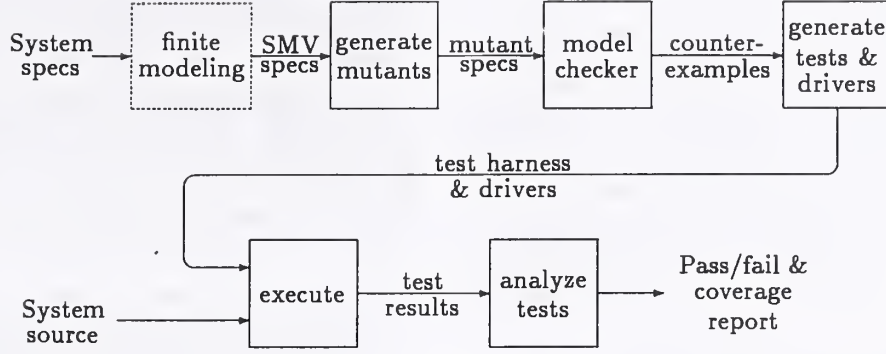 System
specs
finite
modeling
SMV
specs
generate
mutants
mutant
specs
model
checker
counter-
examples
generate
tests &
drivers
test harness
& drivers
execute
test
results
analyze
tests
Pass/fail &
coverage
report
System
source